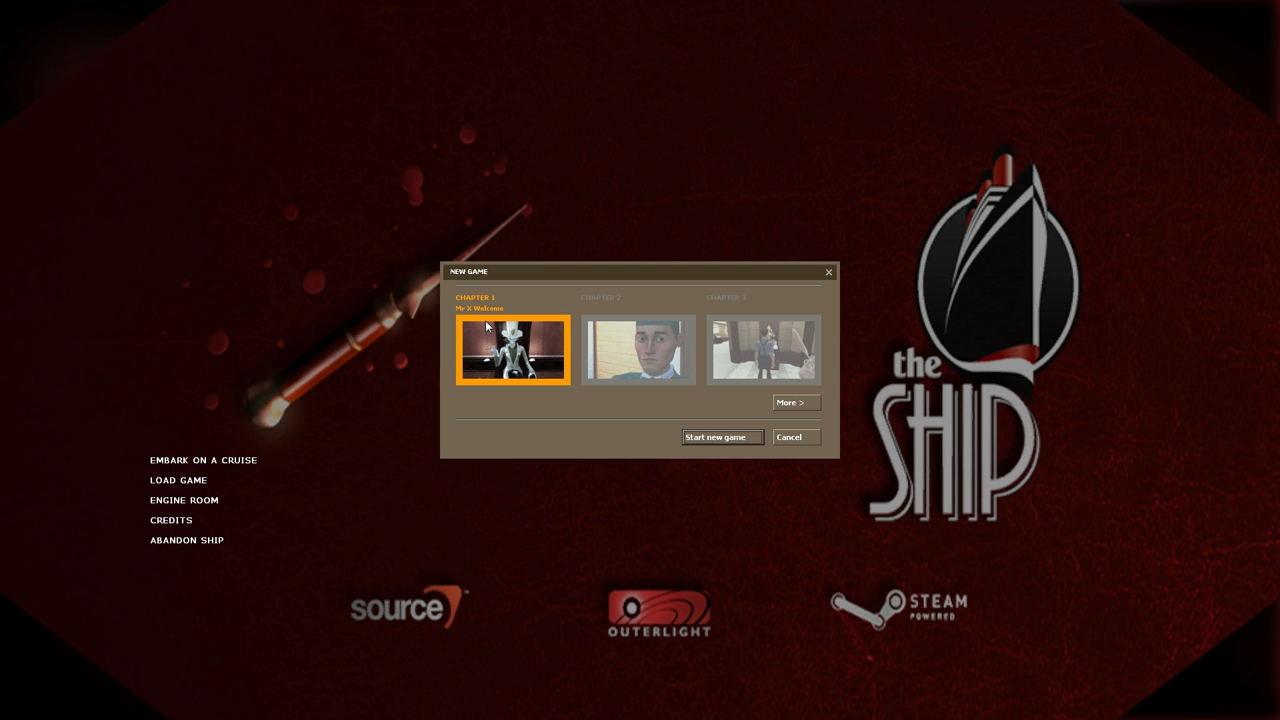 NEW GAME
CHAPTER 1
Mr X Welcome
CHAPTER 2
CHAPTER 3
More >
Start new game
Cancel
the
SHIP
EMBARK ON A CRUISE
LOAD GAME
ENGINE ROOM
CREDITS
ABANDON SHIP
source
OUTERLIGHT
STEAM
POWERED